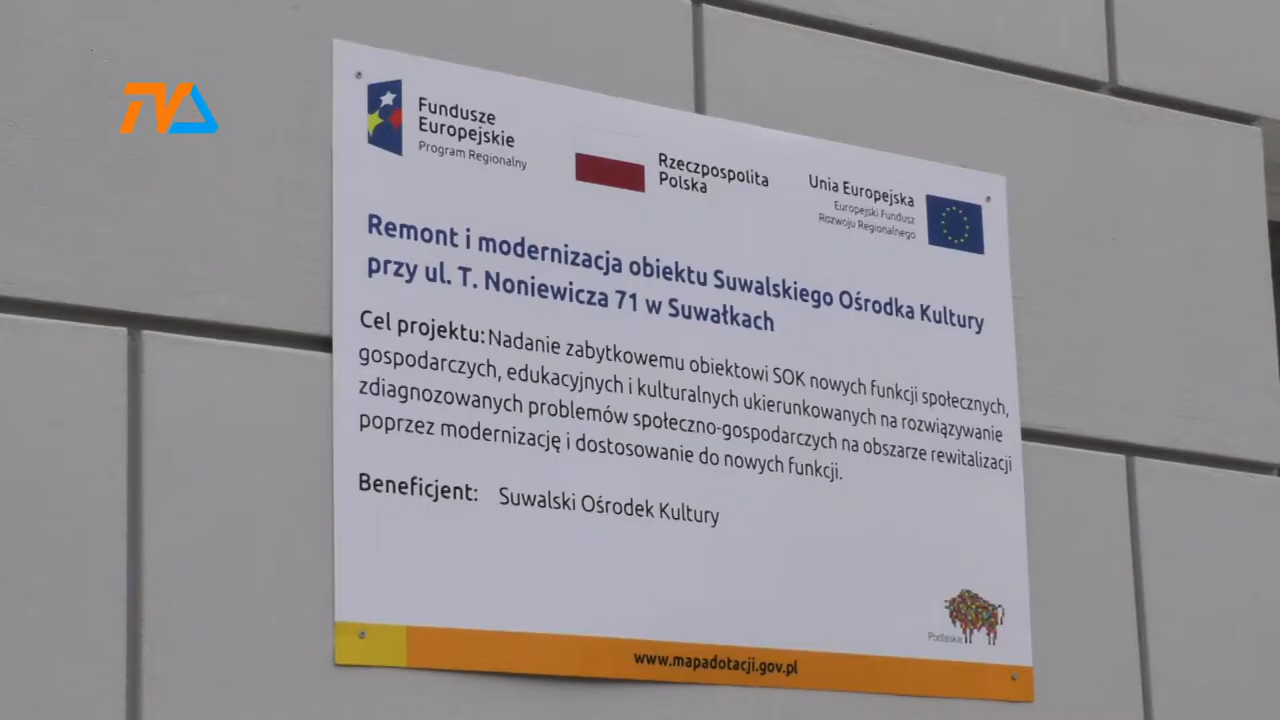 TVA
Fundusze
Europejskie
Program Regionalny
Rzeczpospolita
Polska
Unia Europejska
Europejski Fundusz
Rozwoju Regionalnego
Remont i modernizacja obiektu Suwalskiego Ośrodka Kultury
przy ul. T. Noniewicza 71 w Suwałkach
Cel projektu: Nadanie zabytkowemu obiektowi SOK nowych funkcji społecznych,
gospodarczych, edukacyjnych i kulturalnych ukierunkowanych na rozwiązywanie
zdiagnozowanych problemów społeczno-gospodarczych na obszarze rewitalizacji
poprzez modernizację i dostosowanie do nowych funkcji.
Beneficjent: Suwalski Ośrodek Kultury
Podlaskie
www.mapadotacji.gov.pl